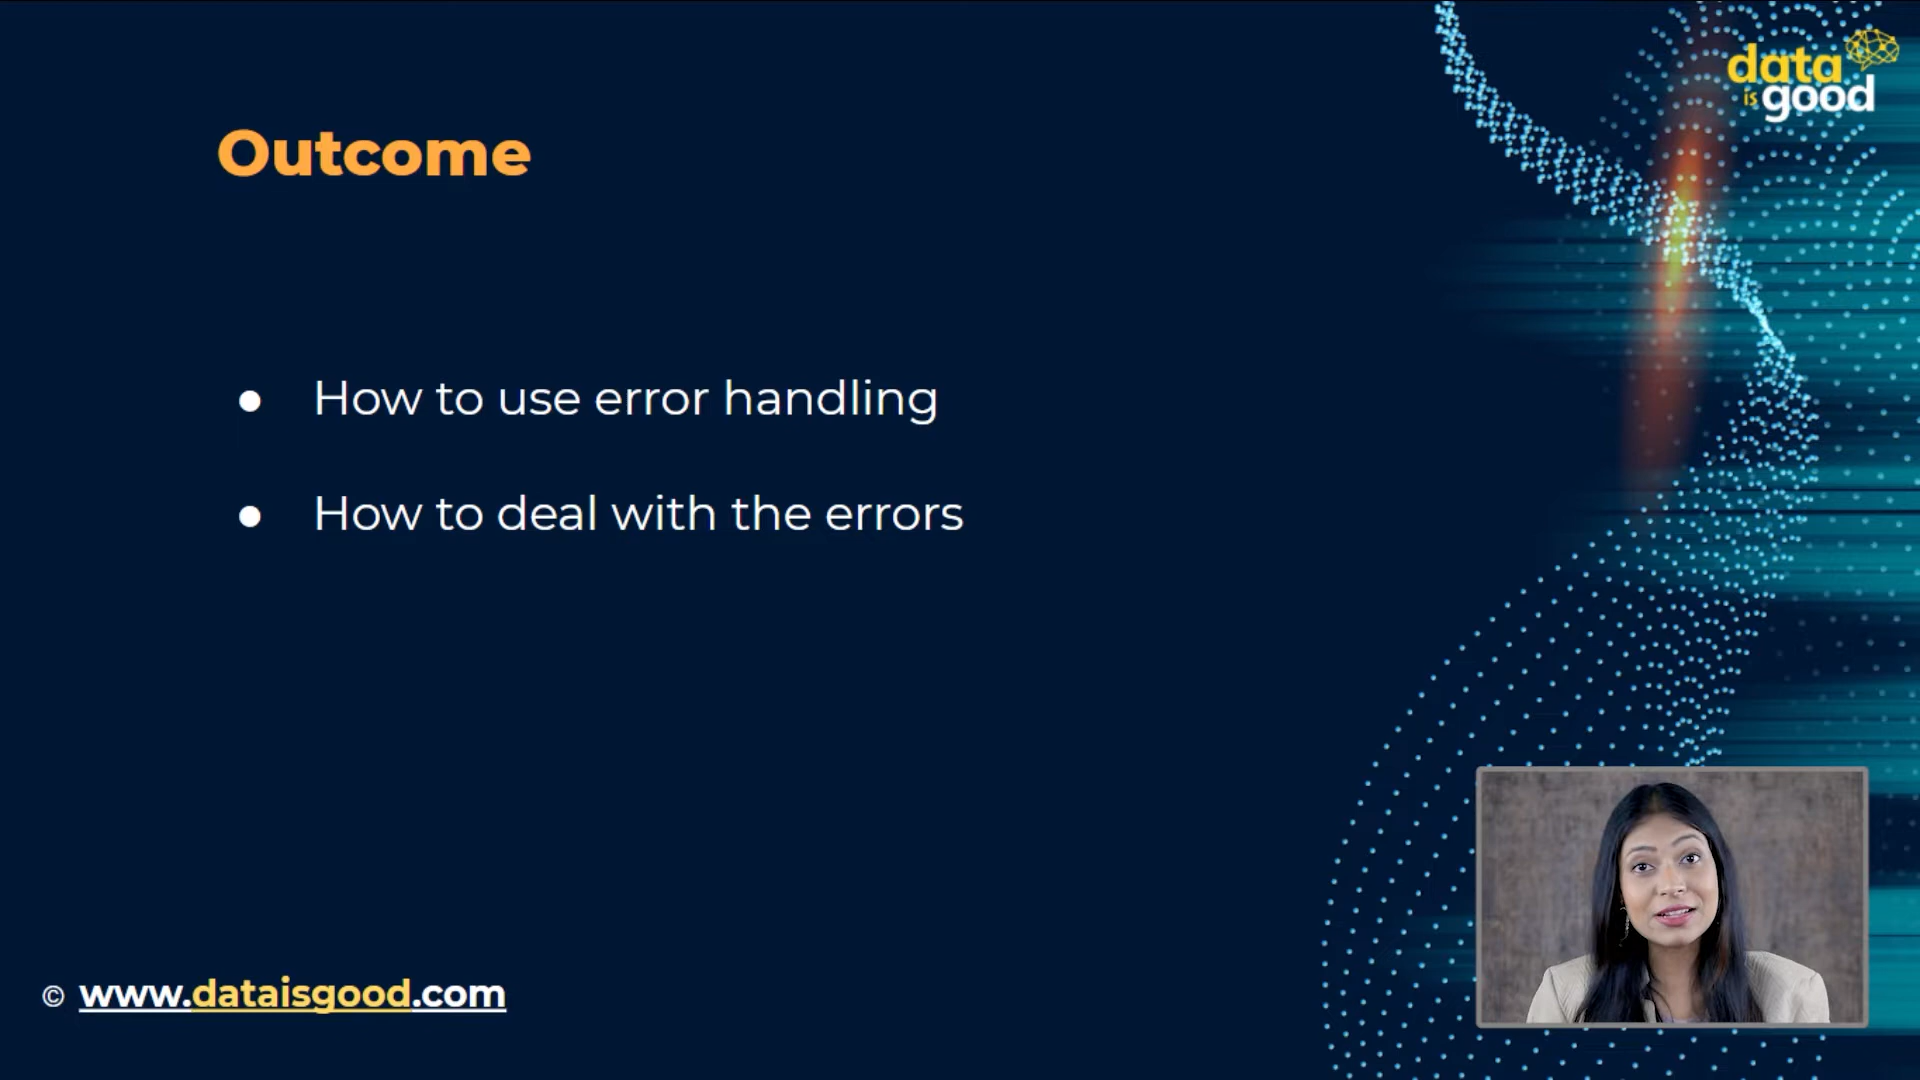 data
is good
Outcome
● How to use error handling
● How to deal with the errors
© www.dataisgood.com